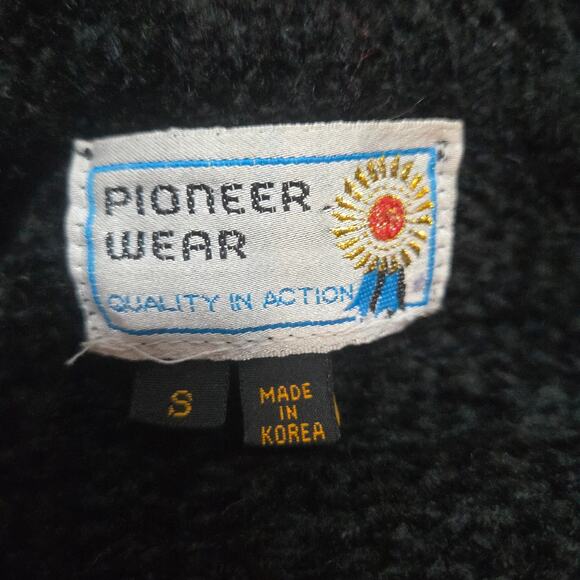 PIONEER
WEAR
QUALITY IN ACTION
S
MADE
IN
KOREA